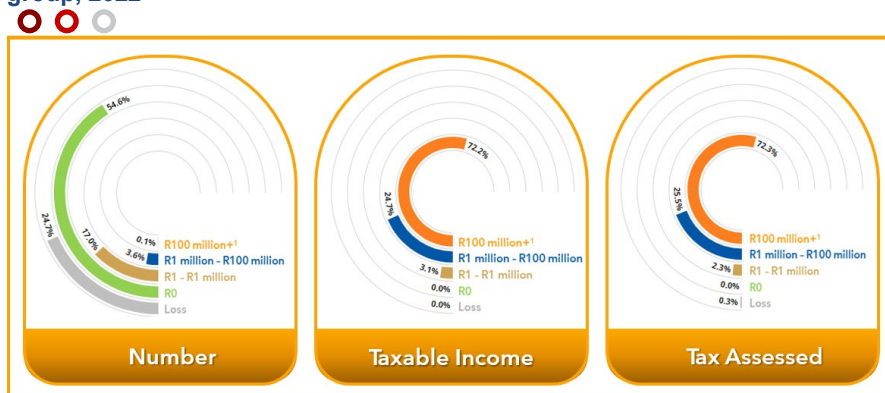 group, 2022
54.6%
24.7%
17.0%
0.1% R100 million+¹
3.6% R1 million - R100 million
R1 - R1 million
R0
Loss
Number
72.2%
24.7%
R100 million+¹
R1 million - R100 million
3.1% R1 - R1 million
0.0% R0
0.0% Loss
Taxable Income
72.3%
25.5%
R100 million+¹
R1 million - R100 million
2.3% R1 - R1 million
0.0% R0
0.3% Loss
Tax Assessed